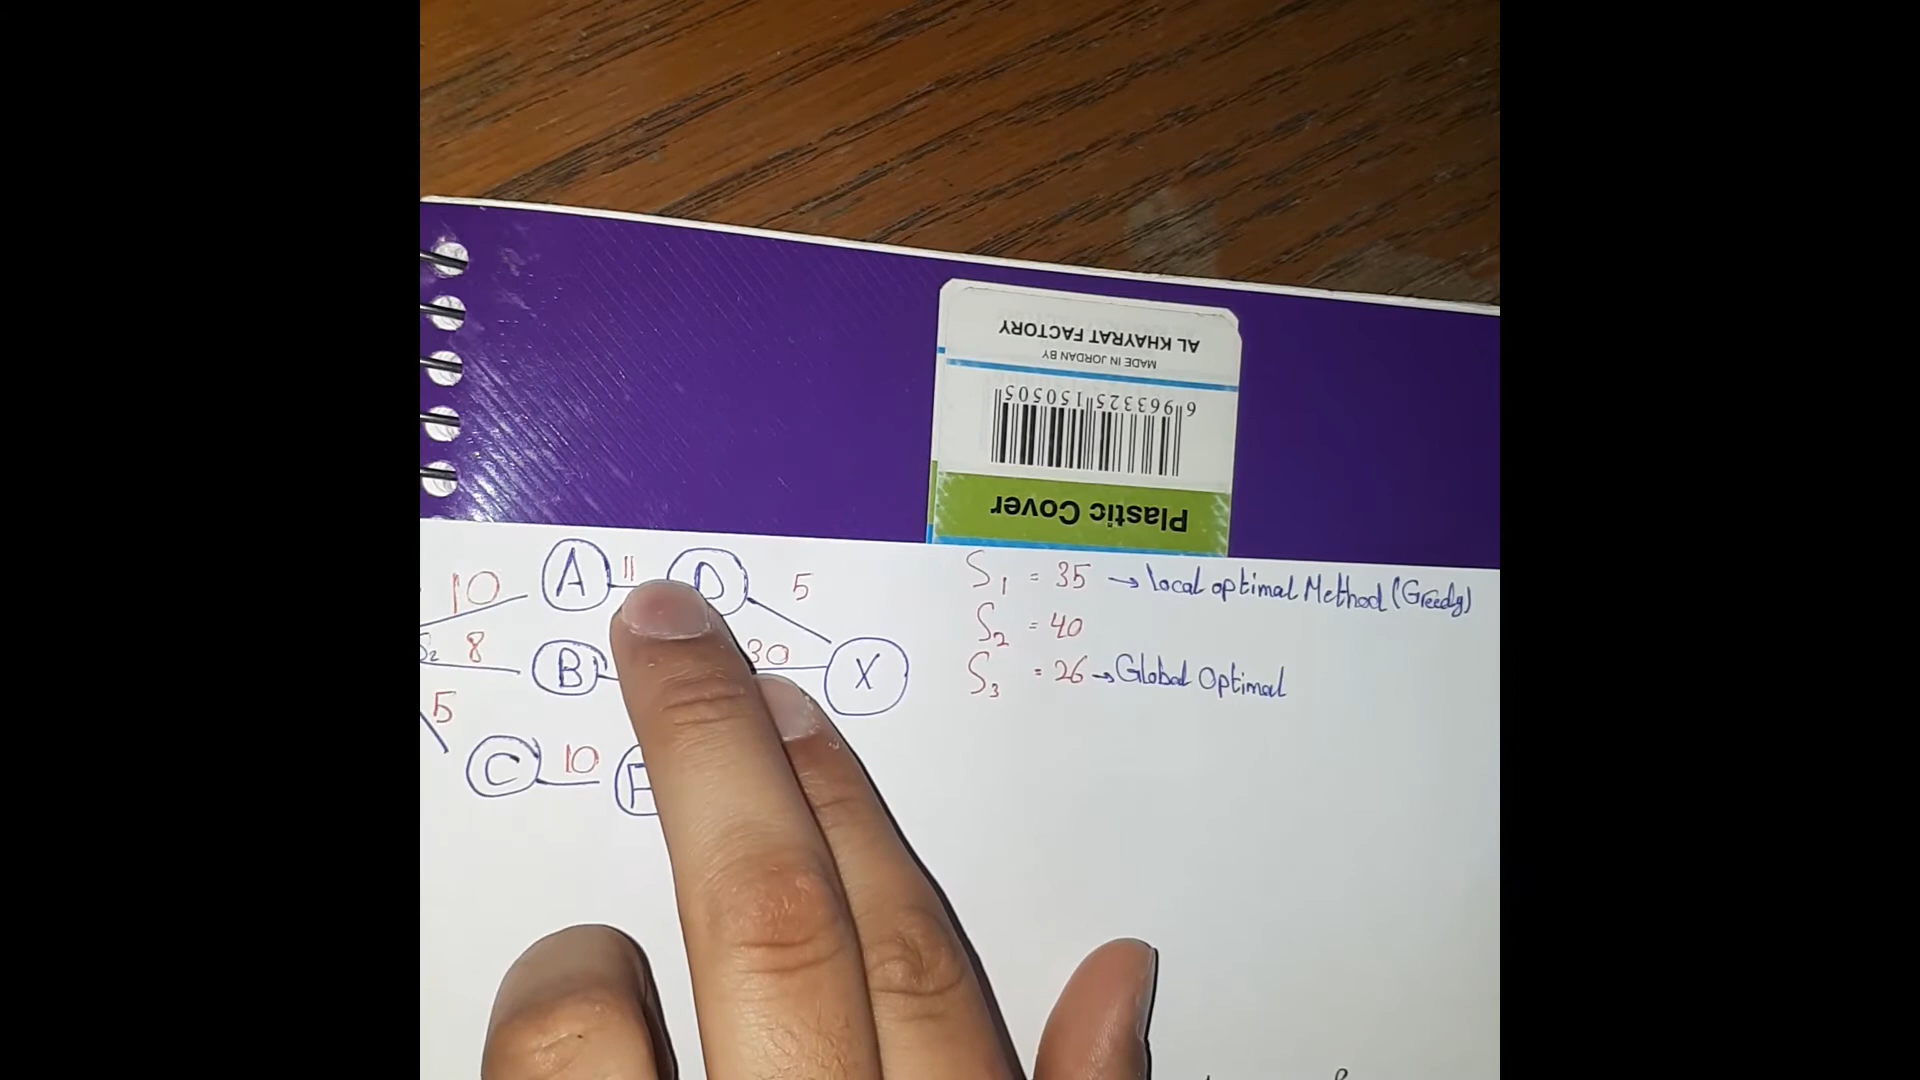 AL KHAYRAT FACTORY
MADE IN JORDAN BY
6 963325 150505
Plastic Cover
10 A 11 D 5
S2 8 B 30 X
5 C 10 F
S1 = 35 → local optimal Method (Greedy)
S2 = 40
S3 = 26 → Global Optimal